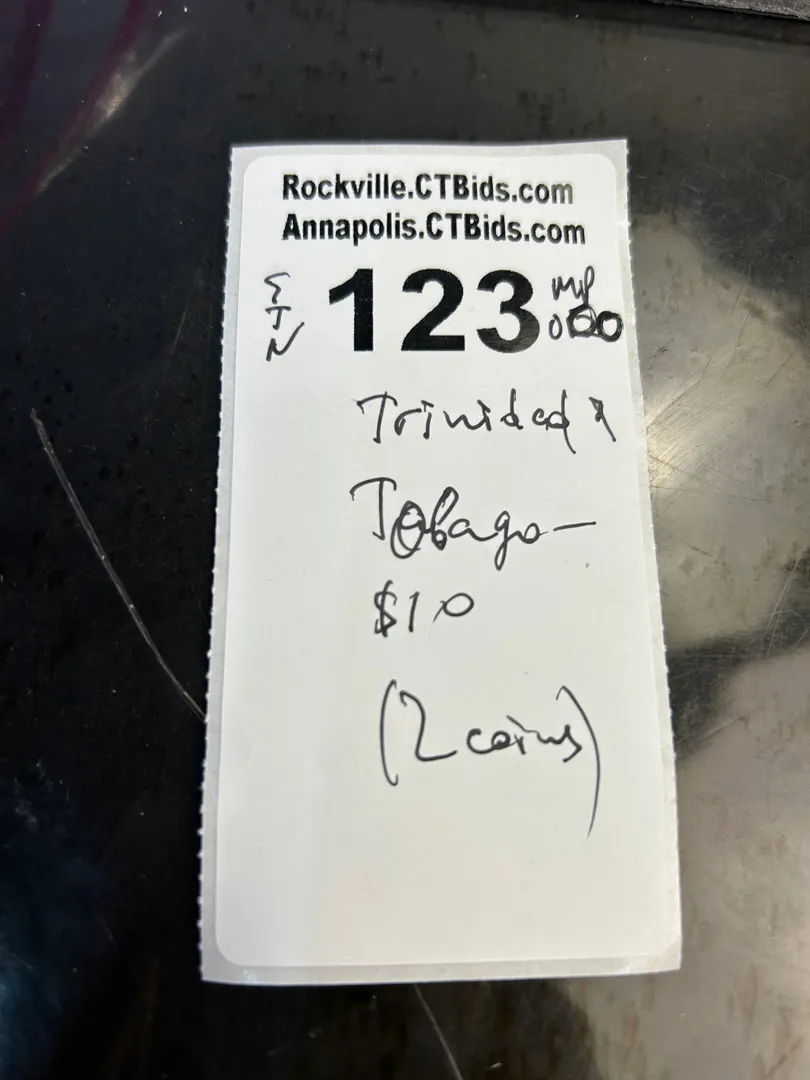 Rockville.CTBids.com
Annapolis.CTBids.com
123
Trinidad &
Tobago—
$10
(2 coins)